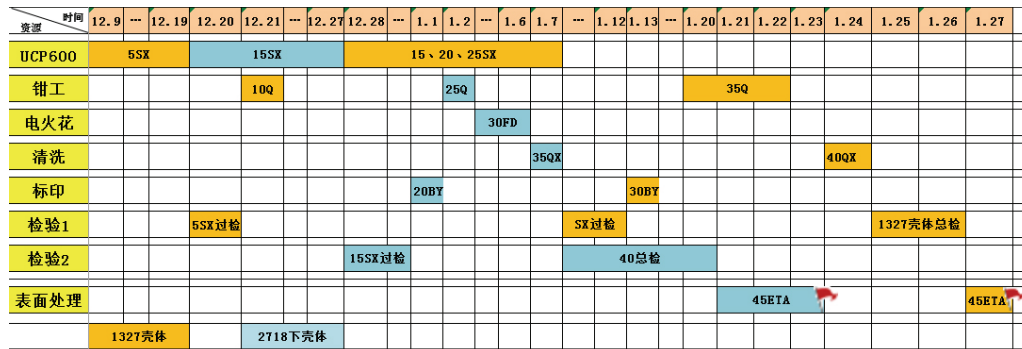 时间
资源
12.9 … 12.19 12.20 12.21 … 12.27 12.28 … 1.1 1.2 … 1.6 1.7 … 1.12 1.13 … 1.20 1.21 1.22 1.23 1.24 1.25 1.26 1.27
UCP600 5SX 15SX 15、20、25SX
钳工 10Q 25Q 35Q
电火花 30FD
清洗 35QX 40QX
标印 20BY 30BY
检验1 5SX过检 SX过检 1327壳体总检
检验2 15SX过检 40总检
表面处理 45ETA 45ETA
1327壳体 2718下壳体